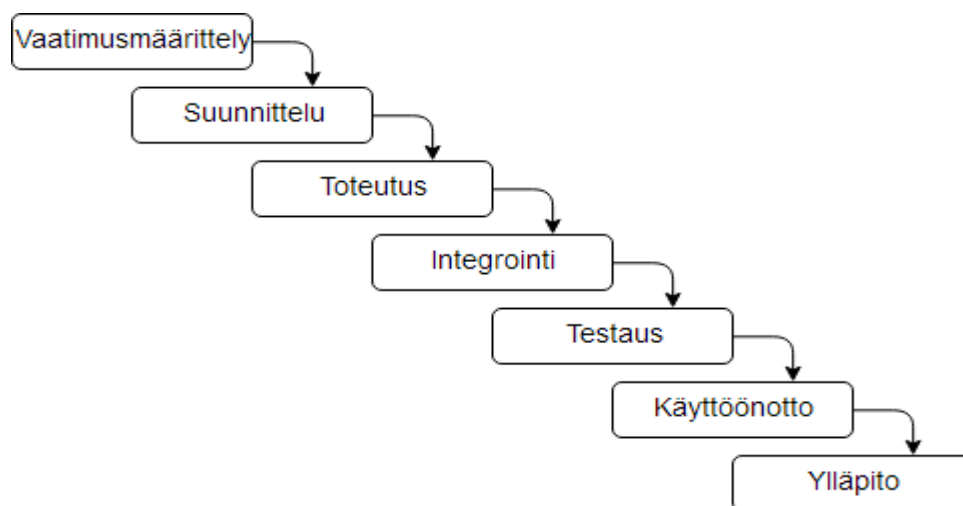 Vaatimusmäärittely
Suunnittelu
Toteutus
Integrointi
Testaus
Käyttöönotto
Ylläpito